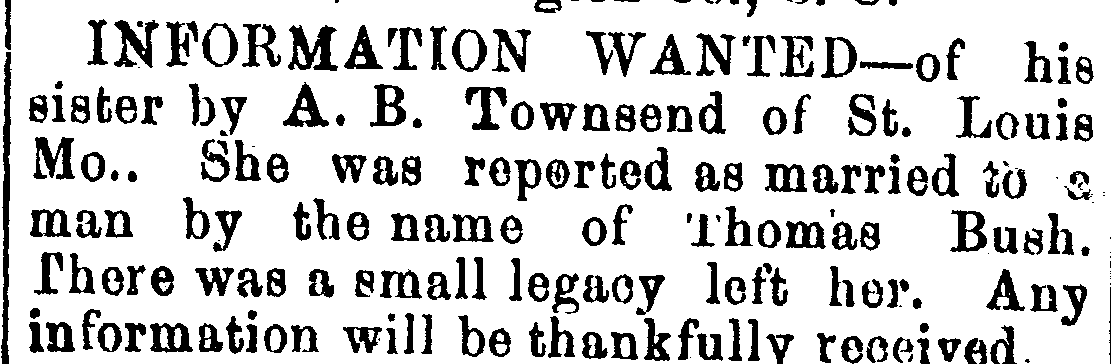 INFORMATION WANTED—of his
sister by A. B. Townsend of St. Louis
Mo.. She was reported as married to a
man by the name of Thomas Bush.
There was a small legacy left her. Any
information will be thankfully received.